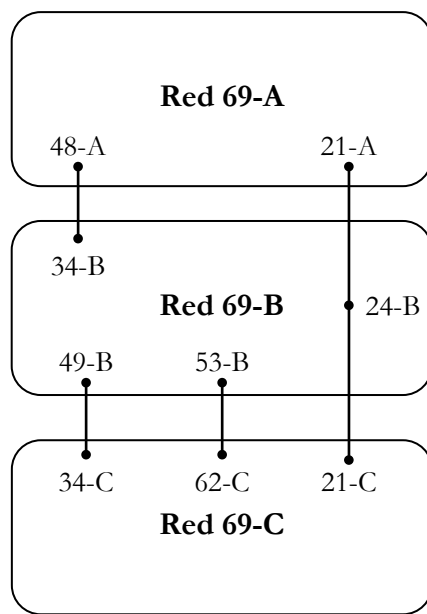 Red 69-A
48-A 21-A
34-B
24-B
Red 69-B
49-B 53-B
34-C 62-C 21-C
Red 69-C